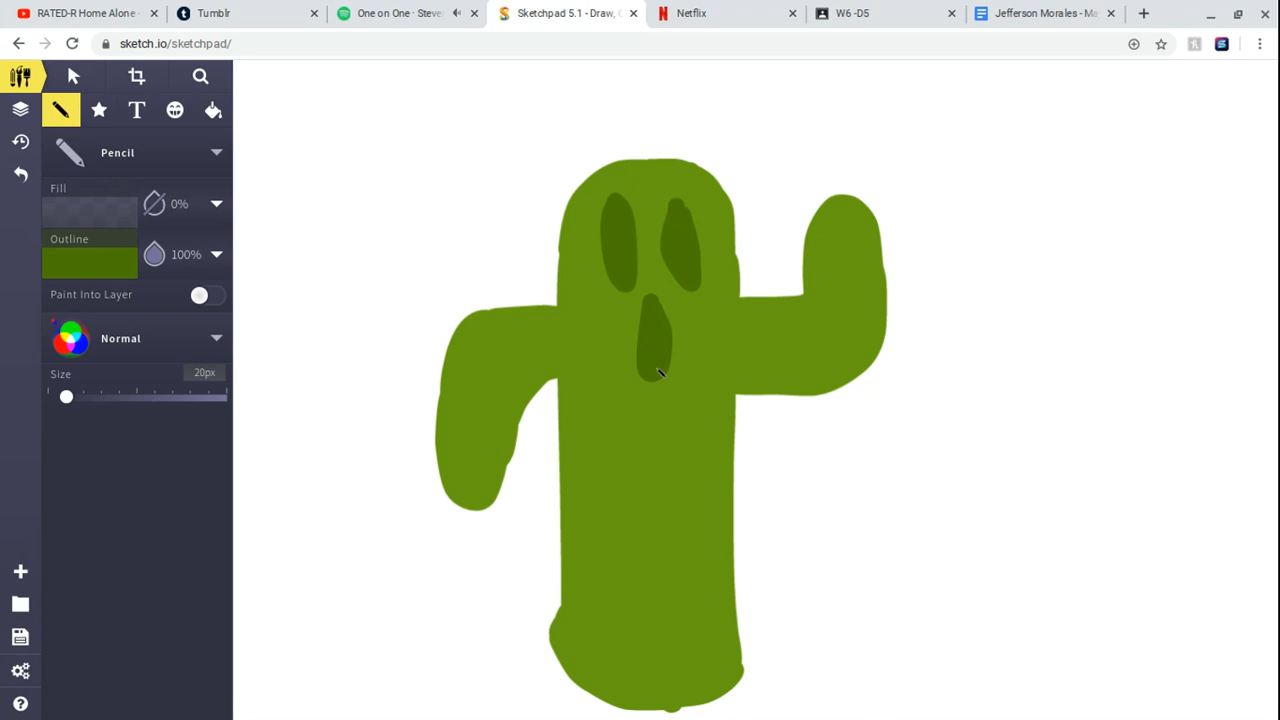 RATED-R Home Alone -
Tumblr
One on One · Steve
Sketchpad 5.1 - Draw, C
Netflix
W6 -D5
Jefferson Morales - Ma
sketch.io/sketchpad/
T
Pencil
Fill
0%
Outline
100%
Paint Into Layer
Normal
Size
20px